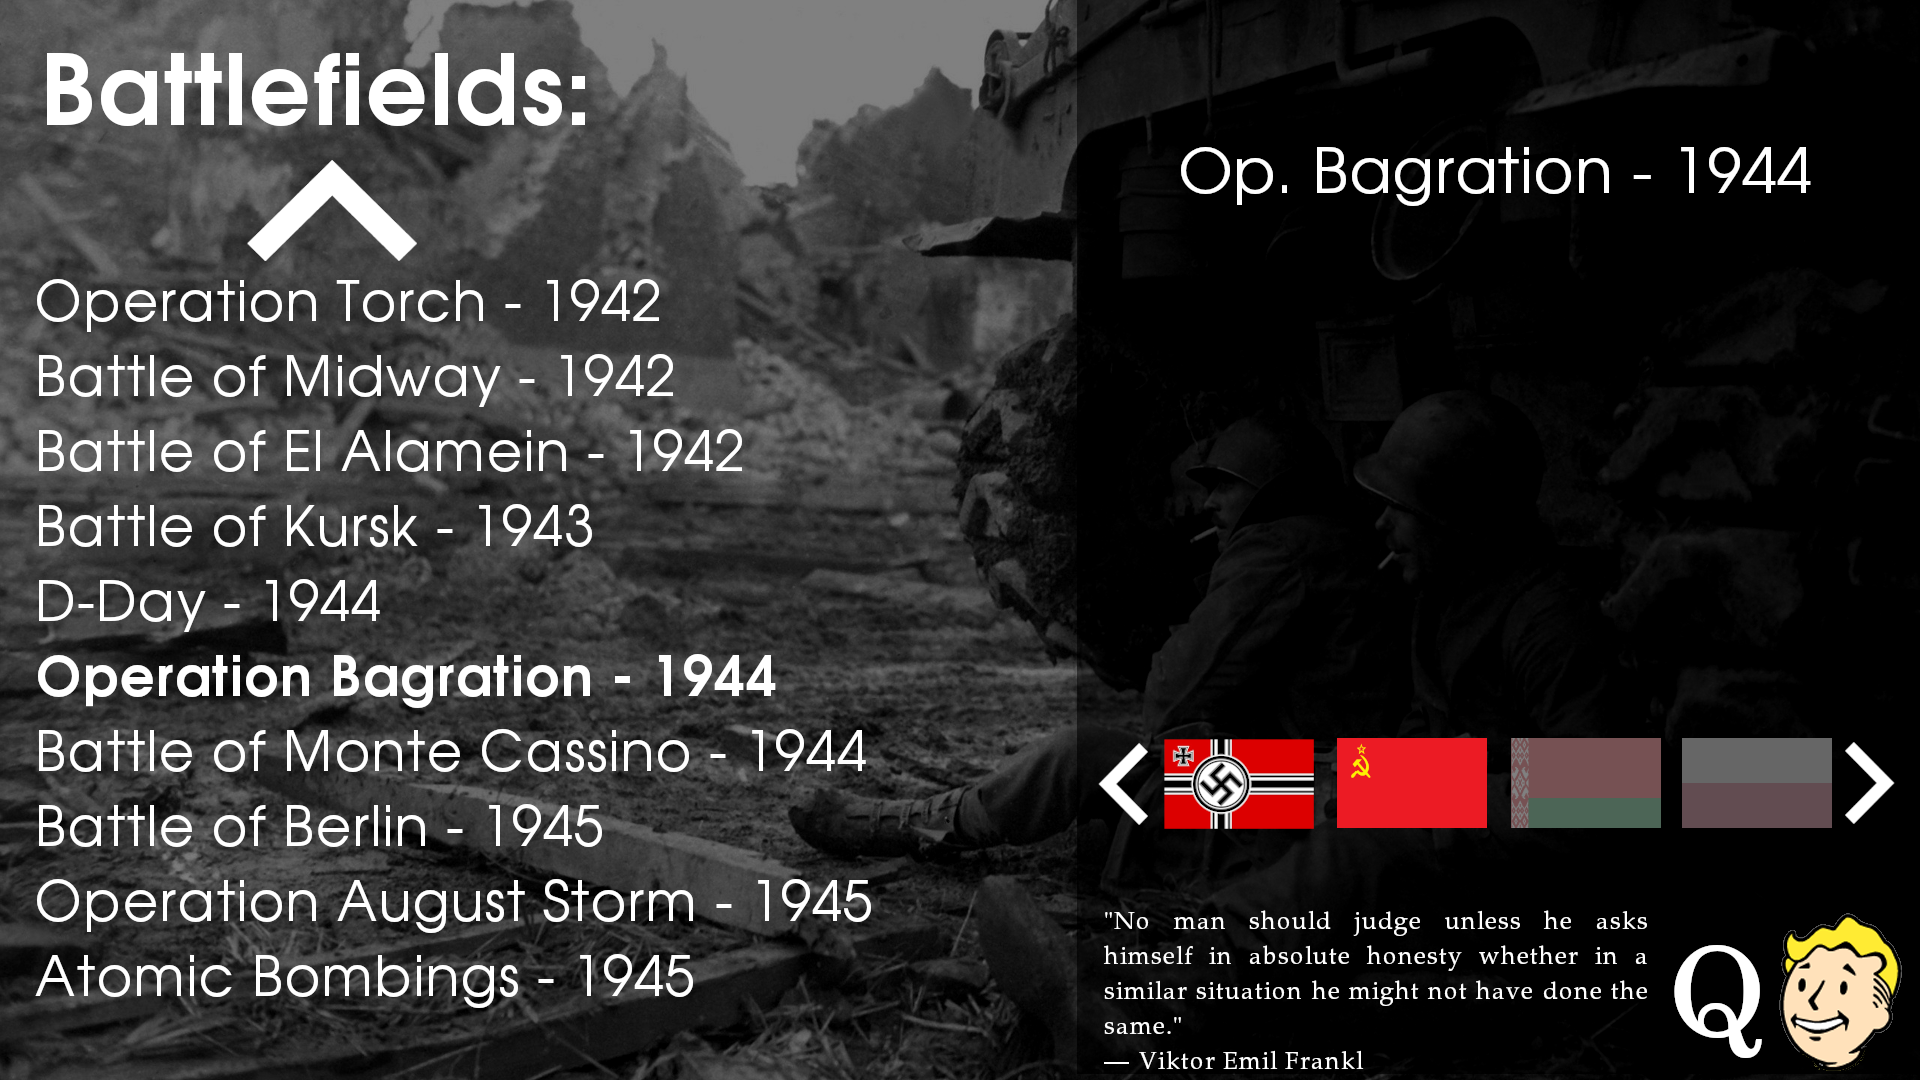 Battlefields:
Operation Torch - 1942
Battle of Midway - 1942
Battle of El Alamein - 1942
Battle of Kursk - 1943
D-Day - 1944
Operation Bagration - 1944
Battle of Monte Cassino - 1944
Battle of Berlin - 1945
Operation August Storm - 1945
Atomic Bombings - 1945
Op. Bagration - 1944
"No man should judge unless he asks
himself in absolute honesty whether in a
similar situation he might not have done the
same."
— Viktor Emil Frankl
Q